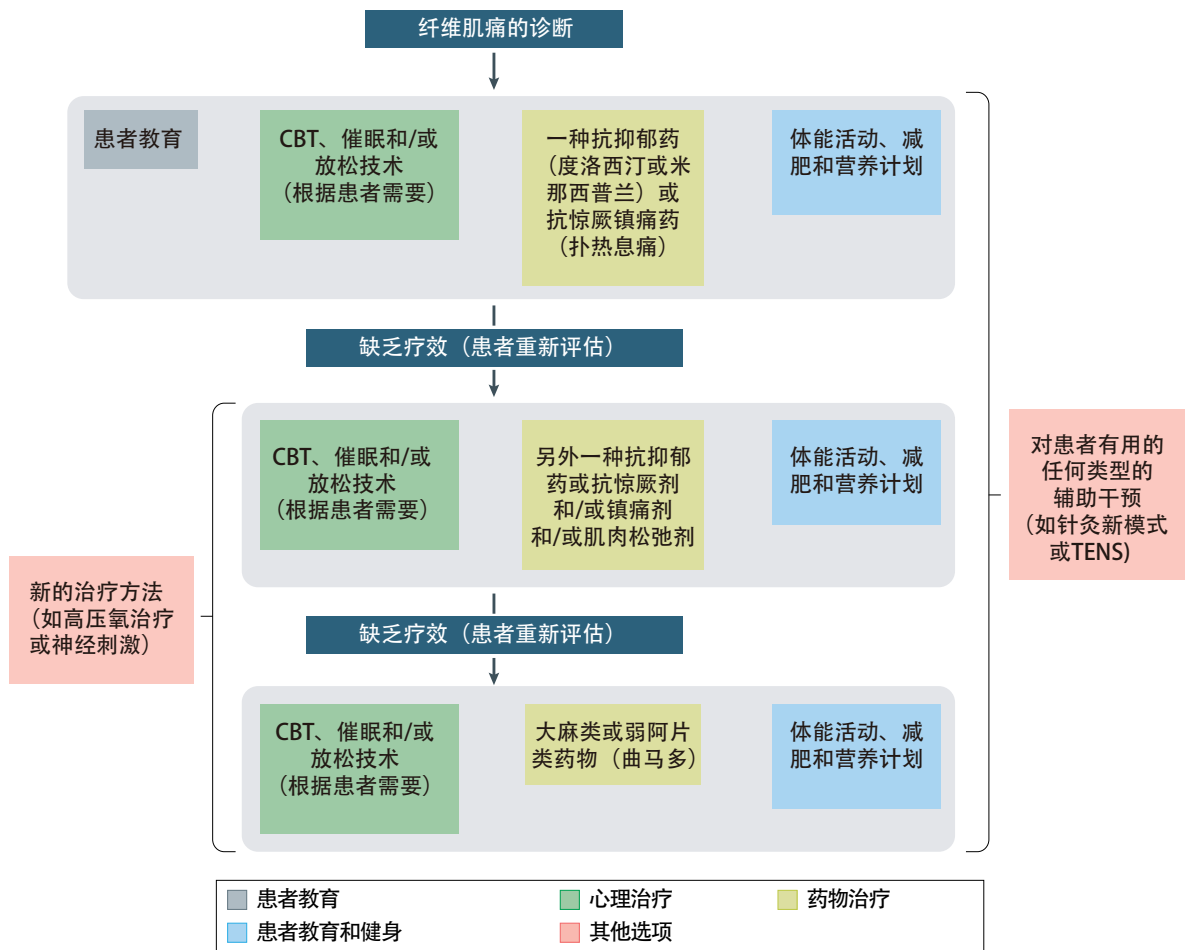 纤维肌痛的诊断
患者教育
CBT、催眠和/或
放松技术
（根据患者需要）
一种抗抑郁药
（度洛西汀或米
那西普兰）或
抗惊厥镇痛药
（扑热息痛）
体能活动、减
肥和营养计划
缺乏疗效（患者重新评估）
CBT、催眠和/或
放松技术
（根据患者需要）
另外一种抗抑郁
药或抗惊厥剂
和/或镇痛剂
和/或肌肉松弛剂
体能活动、减
肥和营养计划
对患者有用的
任何类型的
辅助干预
（如针灸新模式
或TENS)
新的治疗方法
（如高压氧治疗
或神经刺激）
缺乏疗效（患者重新评估）
CBT、催眠和/或
放松技术
（根据患者需要）
大麻类或弱阿片
类药物（曲马多）
体能活动、减
肥和营养计划
患者教育
心理治疗
药物治疗
患者教育和健身
其他选项